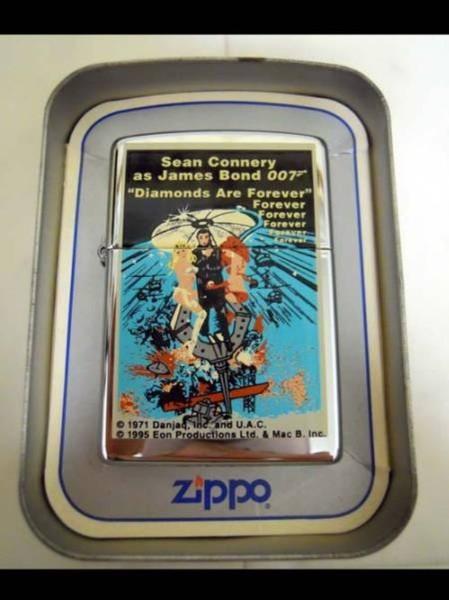 Sean Connery
as James Bond 007
"Diamonds Are Forever"
Forever
Forever
Forever
Forever
Forever
© 1971 Danjaq, Inc. and U.A.C.
© 1995 Eon Productions Ltd. & Mac B. Inc.
zippo